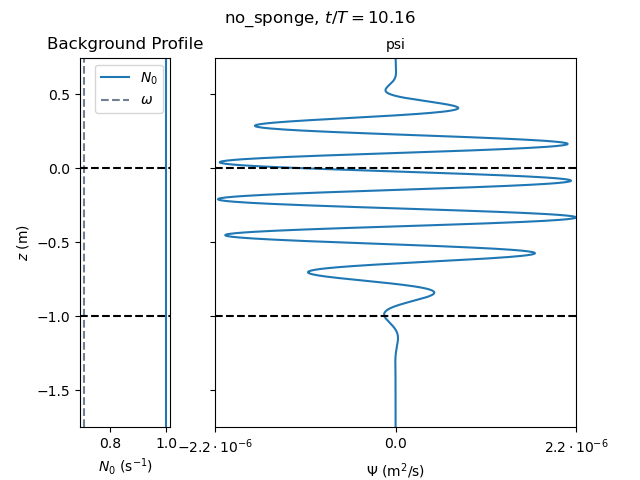 no_sponge, t/T = 10.16
Background Profile
psi
N₀
ω
0.5
0.0
−0.5
−1.0
−1.5
z (m)
0.8
1.0
N₀ (s⁻¹)
−2.2 · 10⁻⁶
0.0
2.2 · 10⁻⁶
Ψ (m²/s)